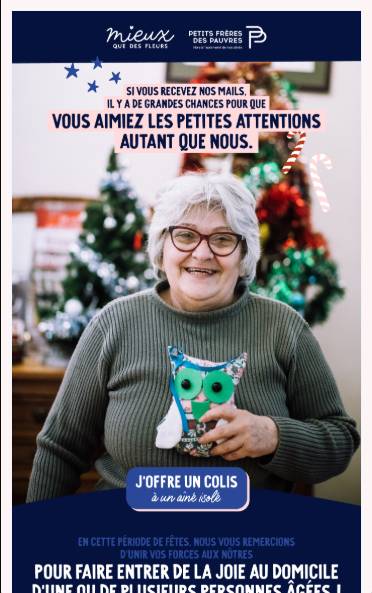 mieux
QUE DES FLEURS
PETITS FRÈRES
DES PAUVRES
SI VOUS RECEVEZ NOS MAILS,
IL Y A DE GRANDES CHANCES POUR QUE
VOUS AIMIEZ LES PETITES ATTENTIONS
AUTANT QUE NOUS.
J'OFFRE UN COLIS
à un aîné isolé
EN CETTE PÉRIODE DE FÊTES, NOUS VOUS REMERCIONS
D'UNIR VOS FORCES AUX NÔTRES
POUR FAIRE ENTRER DE LA JOIE AU DOMICILE
D'UNE OU DE PLUSIEURS PERSONNES ÂGÉES !